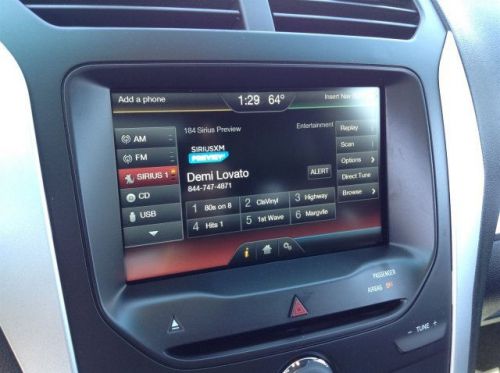 Add a phone
1:29 64°
Insert Nav
AM
184 Sirius Preview
Entertainment
Replay
FM
SIRIUSXM
PREVIEW
Scan
SIRIUS 1
Demi Lovato
844-747-4871
ALERT
Options
Direct Tune
CD
1 80s on 8
2 ClsVinyl
3 Highway
Browse
USB
4 Hits 1
5 1st Wave
6 Margvlle
i
PASSENGER
AIRBAG
- TUNE +